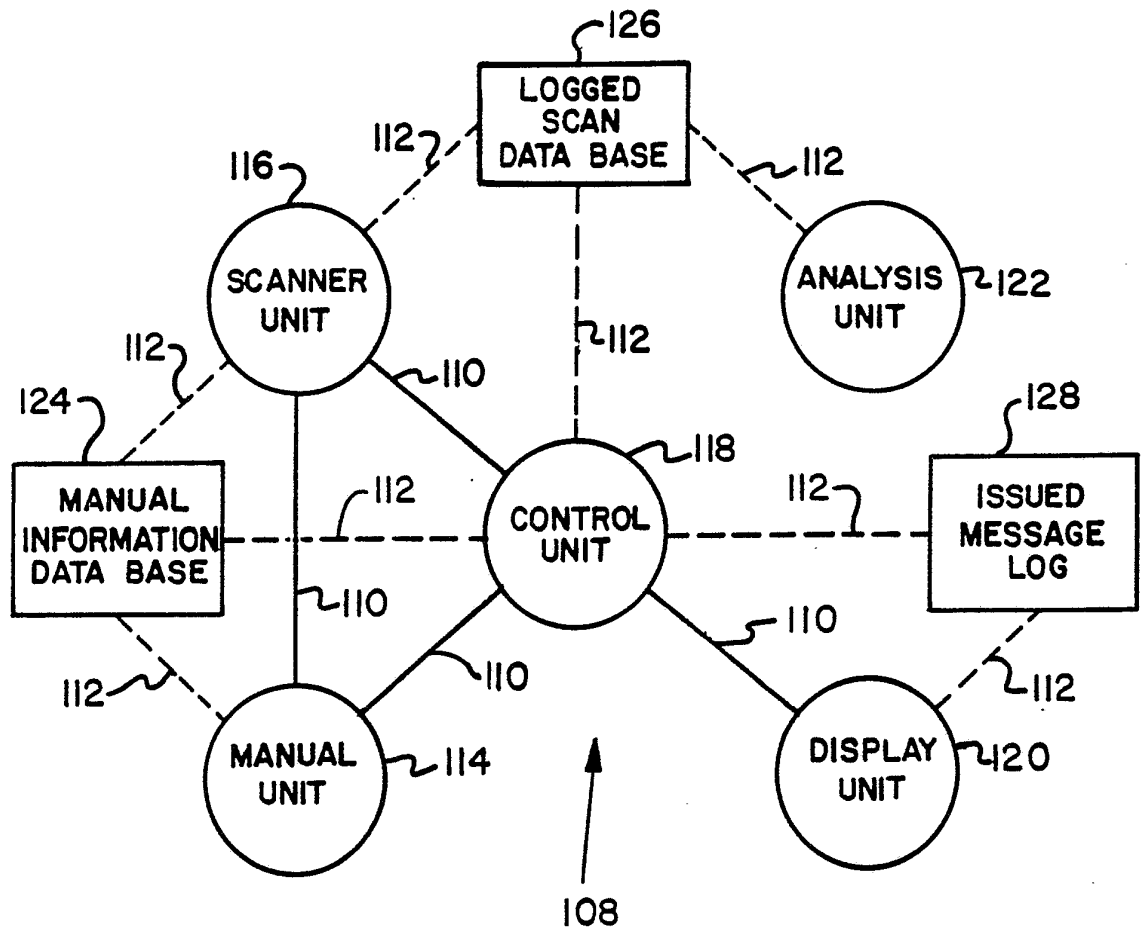 126
LOGGED
SCAN
DATA BASE
112
112
116
SCANNER
UNIT
ANALYSIS
UNIT
122
112
112
110
124
128
118
MANUAL
INFORMATION
DATA BASE
112
CONTROL
UNIT
112
ISSUED
MESSAGE
LOG
110
110
110
112
112
MANUAL
UNIT
114
DISPLAY
UNIT
120
108